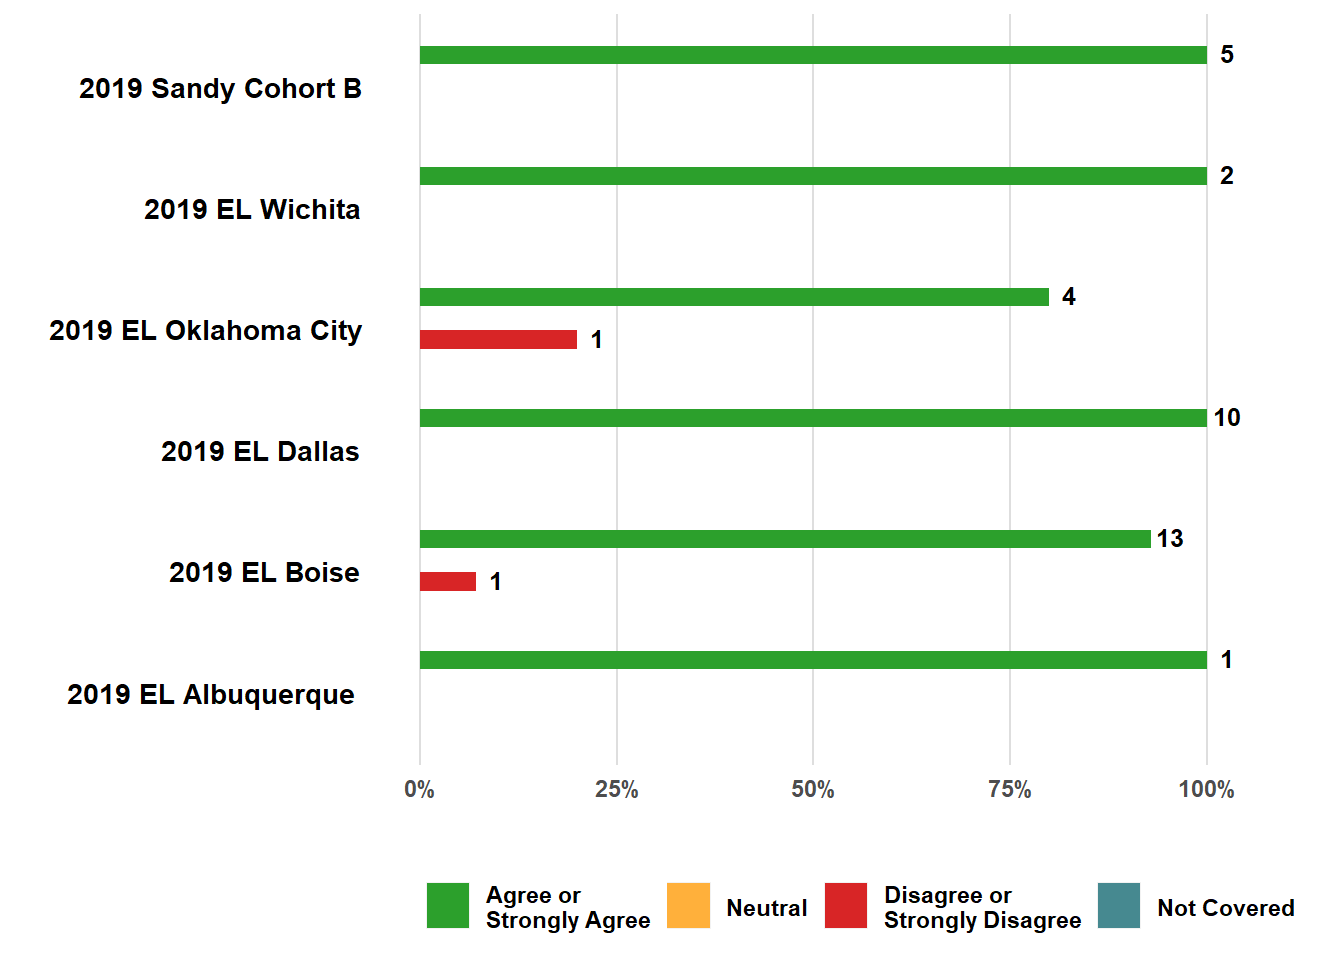 5
2019 Sandy Cohort B
2
2019 EL Wichita
4
2019 EL Oklahoma City
1
10
2019 EL Dallas
13
2019 EL Boise
1
1
2019 EL Albuquerque
0% 25% 50% 75% 100%
Agree or
Strongly Agree
Neutral
Disagree or
Strongly Disagree
Not Covered